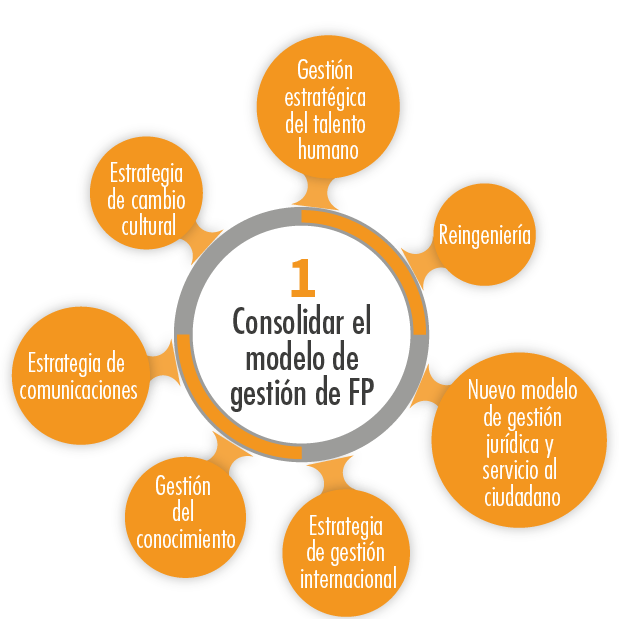 Gestión
estratégica
del talento
humano
Reingeniería
Nuevo modelo
de gestión
jurídica y
servicio al
ciudadano
Estrategia
de gestión
internacional
Gestión
del
conocimiento
Estrategia de
comunicaciones
Estrategia
de cambio
cultural
1
Consolidar el
modelo de
gestión de FP